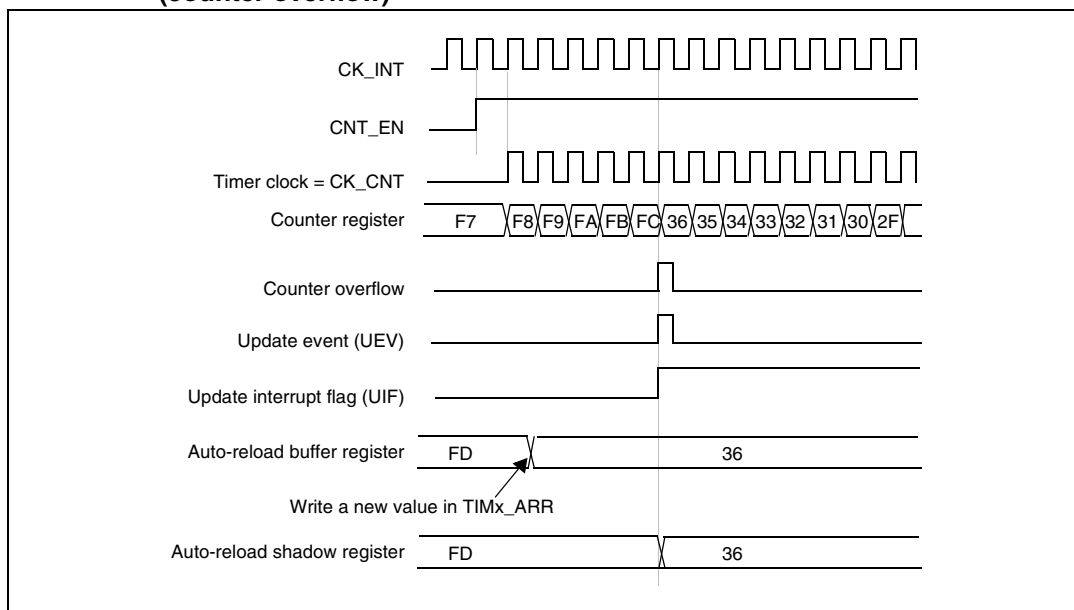 (counter overflow)
CK_INT
CNT_EN
Timer clock = CK_CNT
Counter register F7 F8 F9 FA FB FC 36 35 34 33 32 31 30 2F
Counter overflow
Update event (UEV)
Update interrupt flag (UIF)
Auto-reload buffer register FD 36
Write a new value in TIMx_ARR
Auto-reload shadow register FD 36